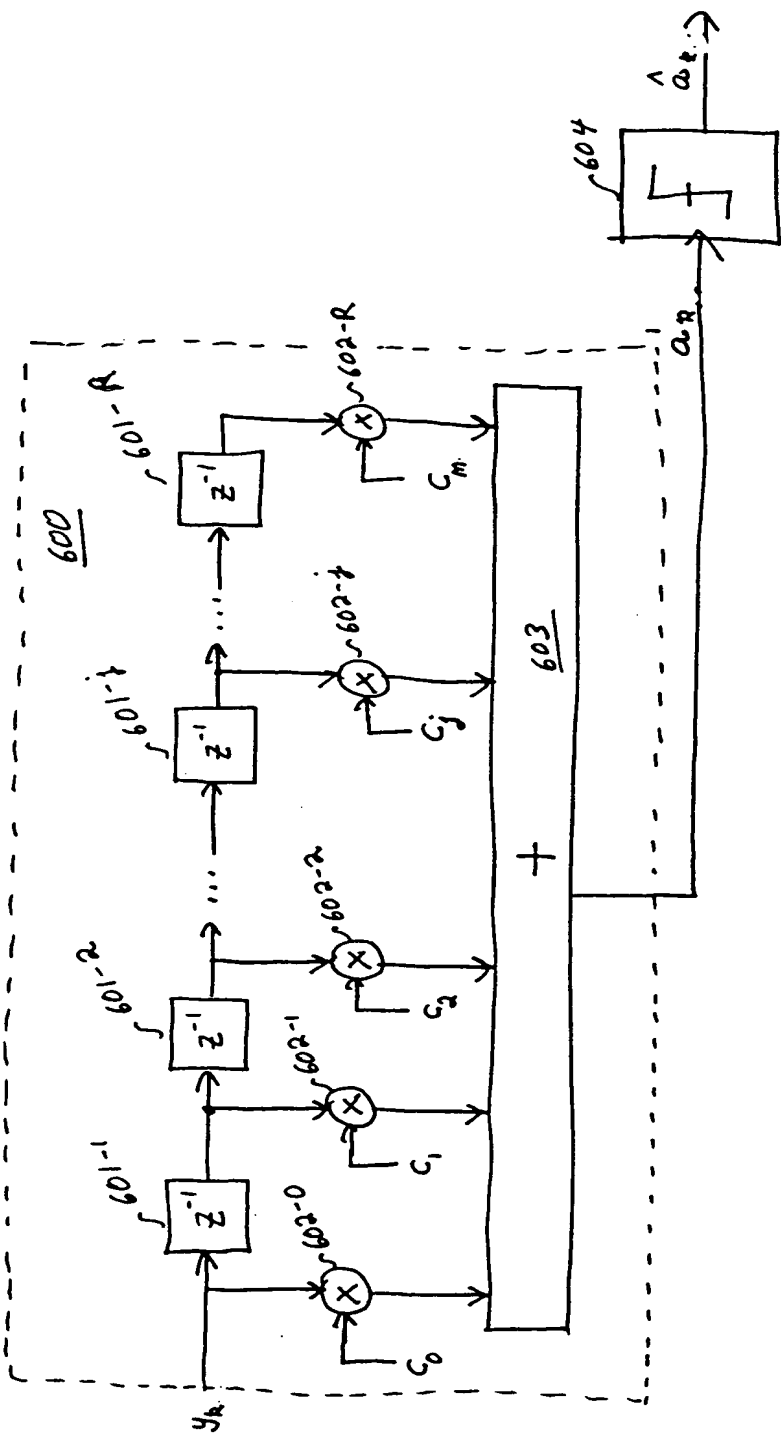 600
601-1
601-2
601-j
601-R
Z⁻¹
Z⁻¹
...
Z⁻¹
...
Z⁻¹
yk
602-0
602-1
602-2
602-j
602-R
X
X
X
X
X
C0
C1
C2
Cj
Cm
+
603
ak
604
âk